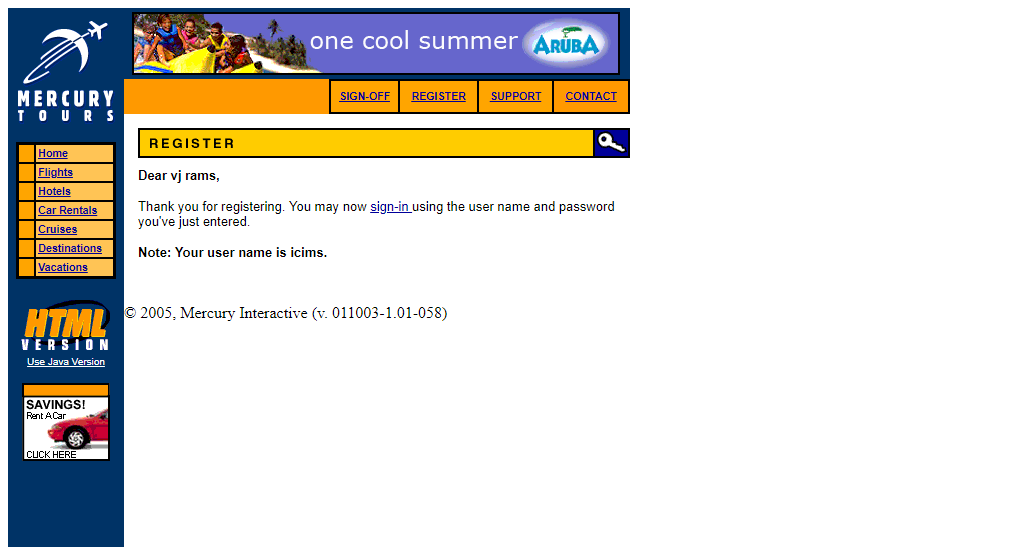 one cool summer ARUBA
MERCURY
TOURS
SIGN-OFF REGISTER SUPPORT CONTACT
REGISTER
Home
Flights
Hotels
Car Rentals
Cruises
Destinations
Vacations
Dear vj rams,
Thank you for registering. You may now sign-in using the user name and password
you've just entered.
Note: Your user name is icims.
© 2005, Mercury Interactive (v. 011003-1.01-058)
HTML
VERSION
Use Java Version
SAVINGS!
Rent A Car
CLICK HERE